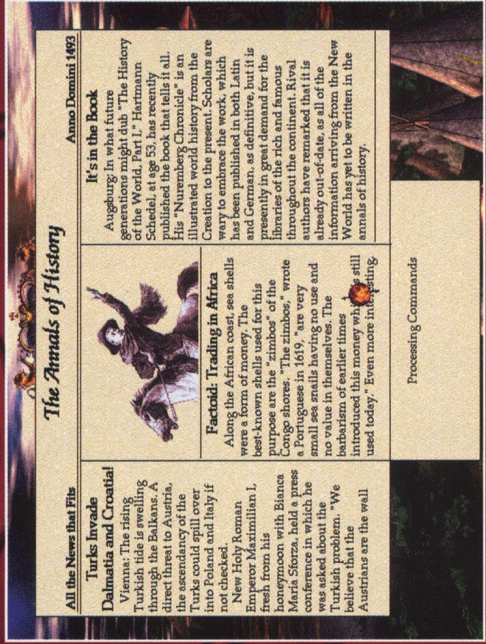 The Annals of History
All the News that Fits
Anno Domini 1493
Turks Invade
Dalmatia and Croatia!
Vienna: The rising
Turkish tide is swelling
through the Balkans. A
direct threat to Austria,
the ascendancy of the
Turks could spill over
into Poland and Italy if
not checked.
New Holy Roman
Emperor Maximilian I,
fresh from his
honeymoon with Bianca
Maria Sforza, held a press
conference in which he
was asked about the
Turkish problem. "We
believe that the
Austrians are the wall
Factoid: Trading in Africa
Along the African coast, sea shells
were a form of money. The
best-known shells used for this
purpose are the "zimbos" of the
Congo shores. "The zimbos," wrote
a Portuguese in 1619, "are very
small sea snails having no use and
no value in themselves. The
barbarism of earlier times
introduced this money which is still
used today." Even more interesting,
It's in the Book
Augsburg: In what future
generations might dub "The History
of the World, Part I," Hartmann
Schedel, at age 53, has recently
published the book that tells it all.
His "Nuremberg Chronicle" is an
illustrated world history from the
Creation to the present. Scholars are
wary to embrace the work, which
has been published in both, Latin
and German, as definitive, but it is
presently in great demand for the
libraries of the rich and famous
throughout the continent. Rival
authors have remarked that it is
already out-of-date, as all of the
information arriving from the New
World has yet to be written in the
annals of history.
Processing Commands